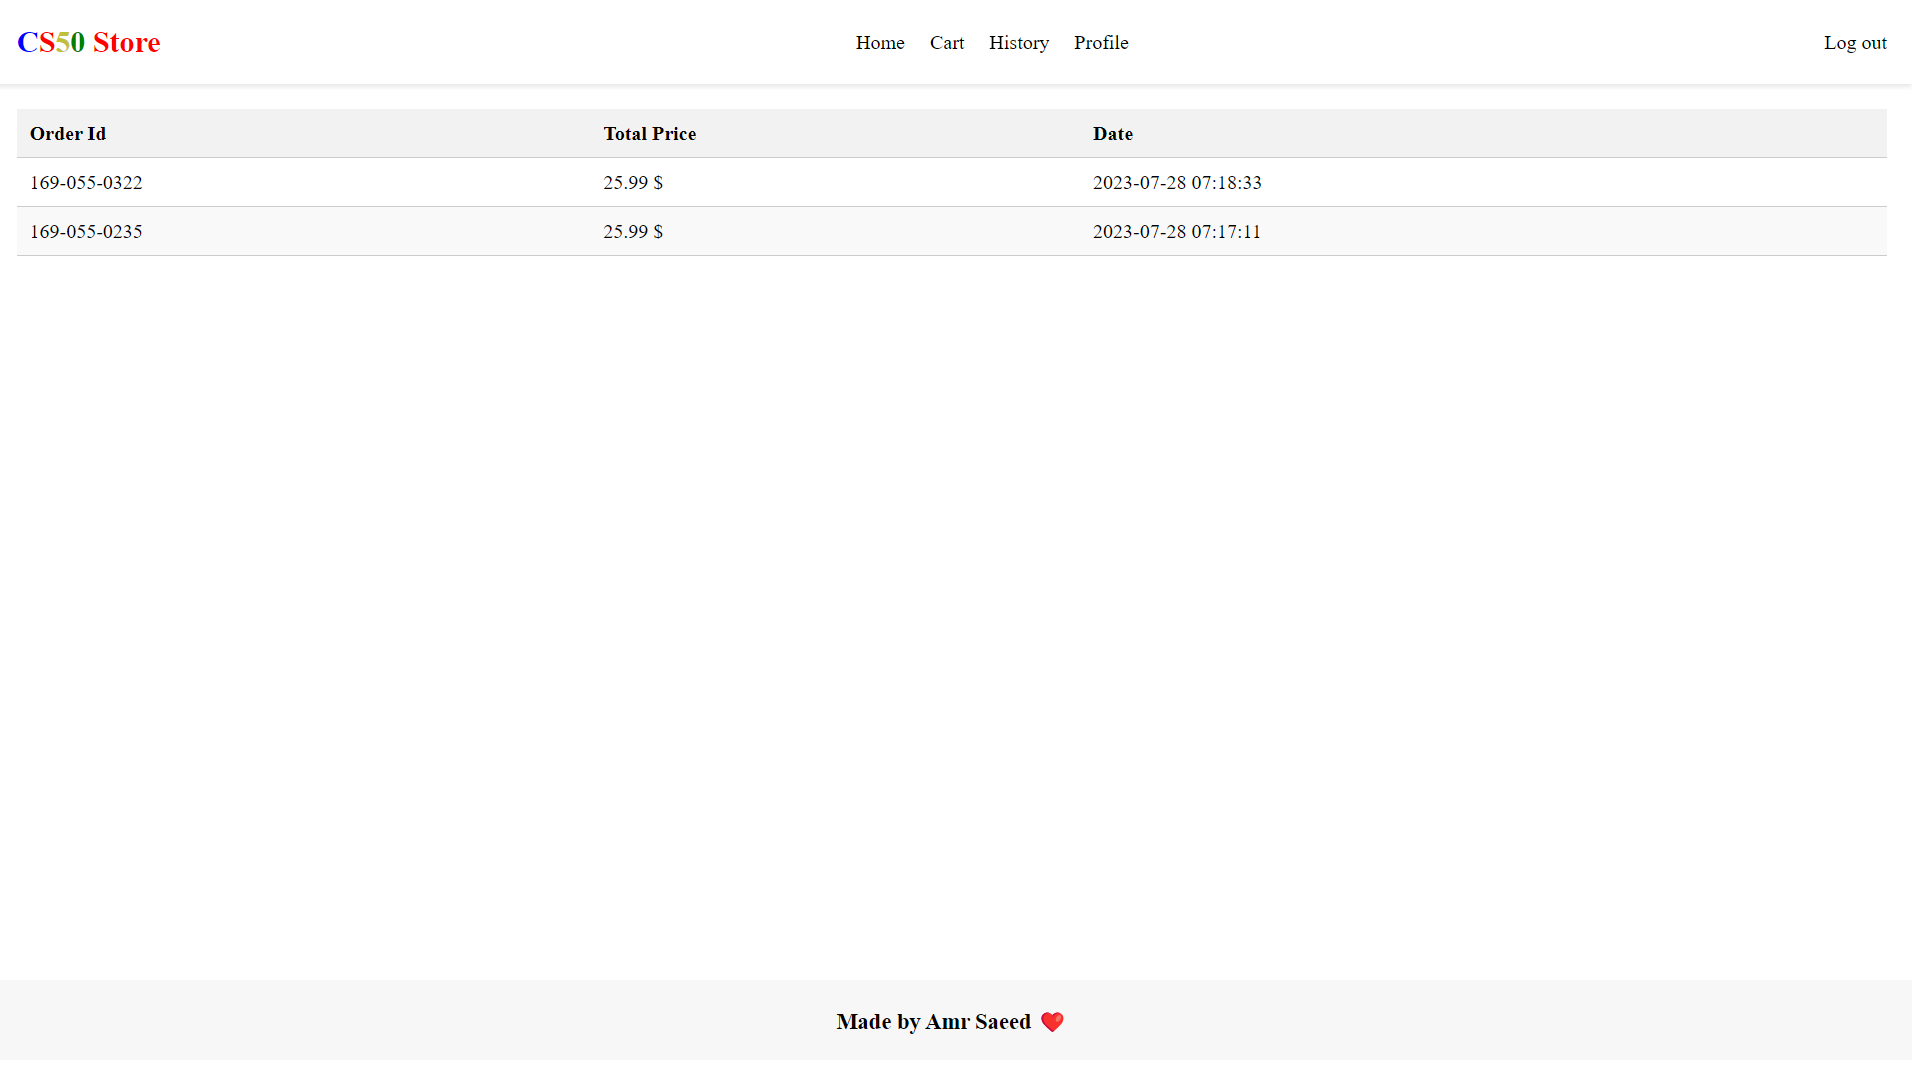 CS50 Store Home Cart History Profile Log out
Order Id Total Price Date
169-055-0322 25.99 $ 2023-07-28 07:18:33
169-055-0235 25.99 $ 2023-07-28 07:17:11
Made by Amr Saeed ❤️